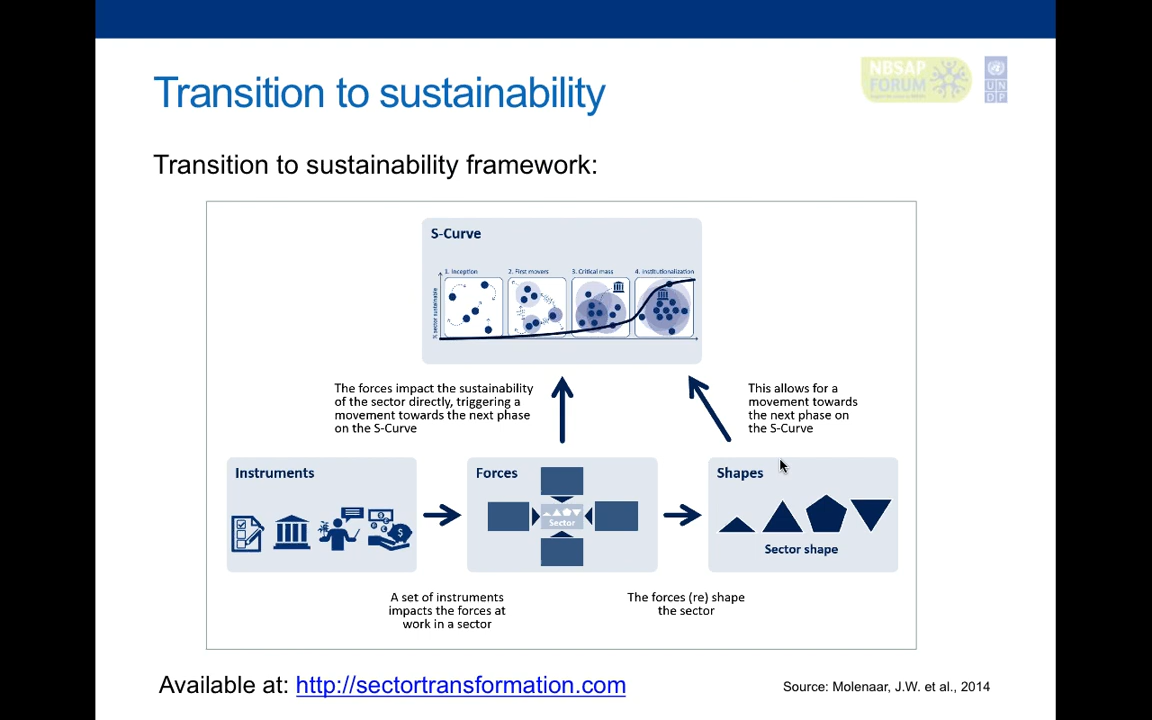 Transition to sustainability
NBSAP
FORUM
U N
D P
Transition to sustainability framework:
S-Curve
1. Inception
2. First movers
3. Critical mass
4. Institutionalization
% sector sustainable
The forces impact the sustainability
of the sector directly, triggering a
movement towards the next phase
on the S-Curve
This allows for a
movement towards
the next phase on
the S-Curve
Instruments
Forces
Sector
Shapes
Sector shape
A set of instruments
impacts the forces at
work in a sector
The forces (re) shape
the sector
Available at: http://sectortransformation.com
Source: Molenaar, J.W. et al., 2014